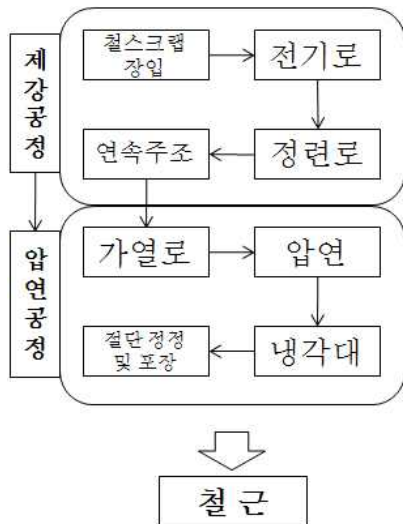 제강공정
철스크랩
장입
전기로
연속주조
정련로
압연공정
가열로
압연
절단 정정
및 포장
냉각대
철 근